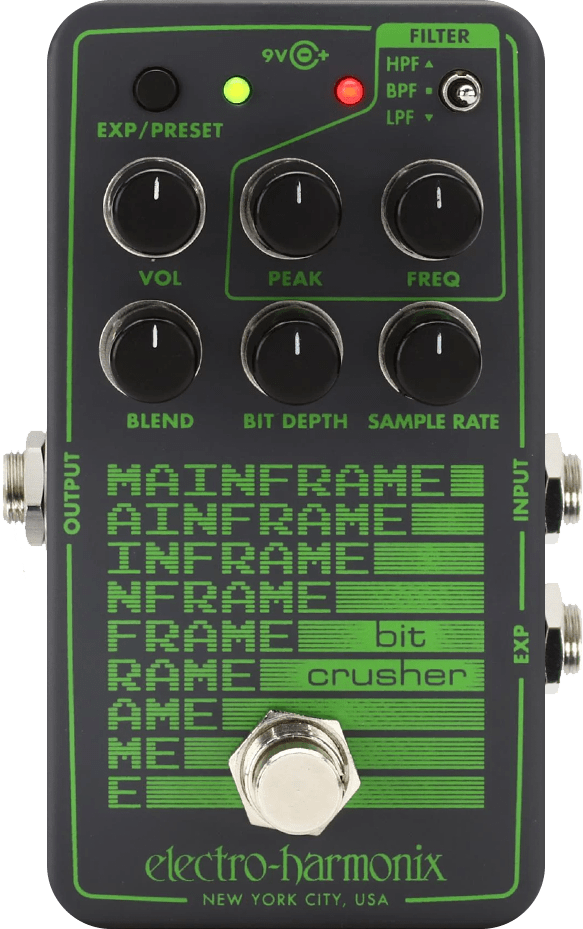 FILTER
9V
HPF
BPF
LPF
EXP/PRESET
VOL
PEAK
FREQ
BLEND
BIT DEPTH
SAMPLE RATE
OUTPUT
INPUT
EXP
MAINFRAME
AINFRAME
INFRAME
NFRAME
FRAME bit
RAME crusher
AME
ME
E
electro-harmonix
NEW YORK CITY, USA